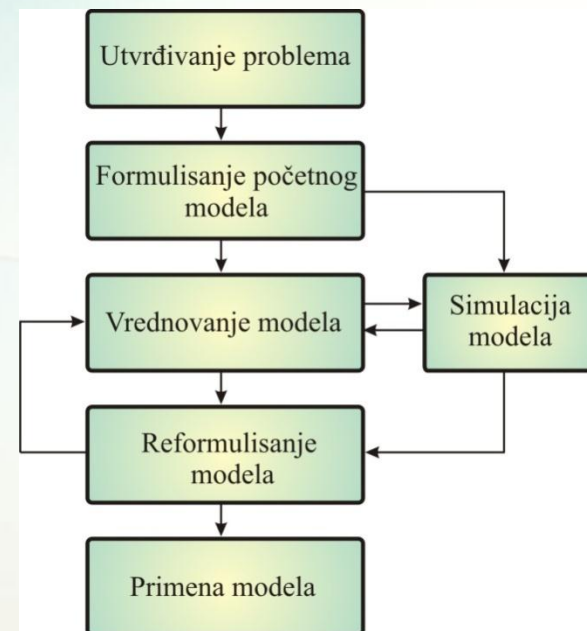 Utvrđivanje problema
Formulisanje početnog
modela
Vrednovanje modela
Simulacija
modela
Reformulisanje
modela
Primena modela